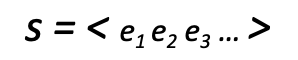 s = < e₁ e₂ e₃ ... >